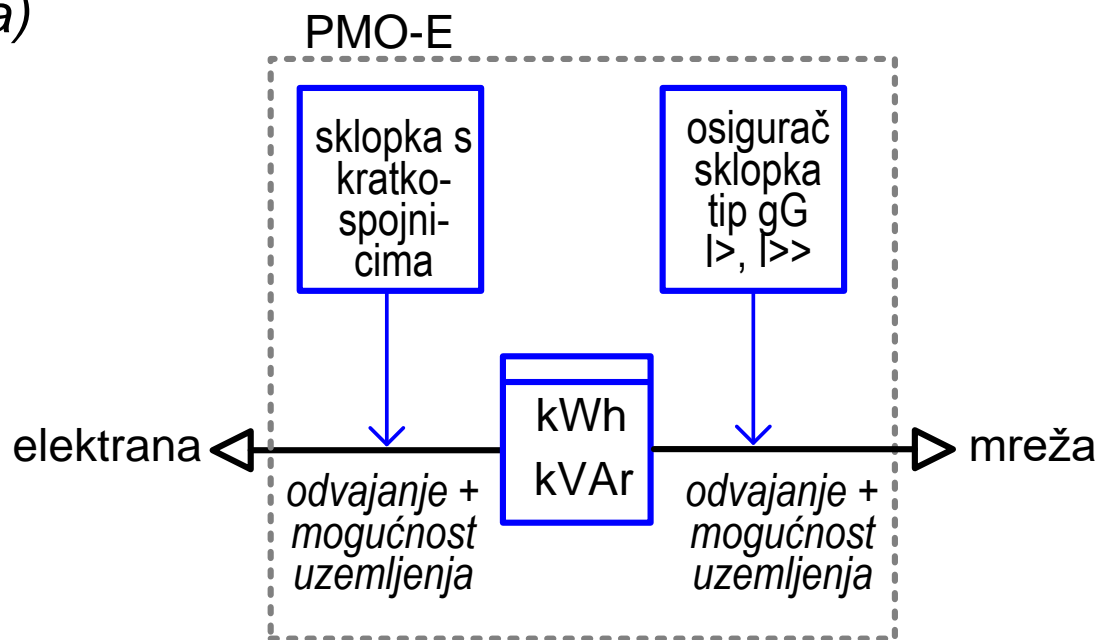 a)
PMO-E
sklopka s
kratko-
spojni-
cima
osigurač
sklopka
tip gG
I>, I>>
elektrana
kWh
kVAr
mreža
odvajanje +
mogućnost
uzemljenja
odvajanje +
mogućnost
uzemljenja